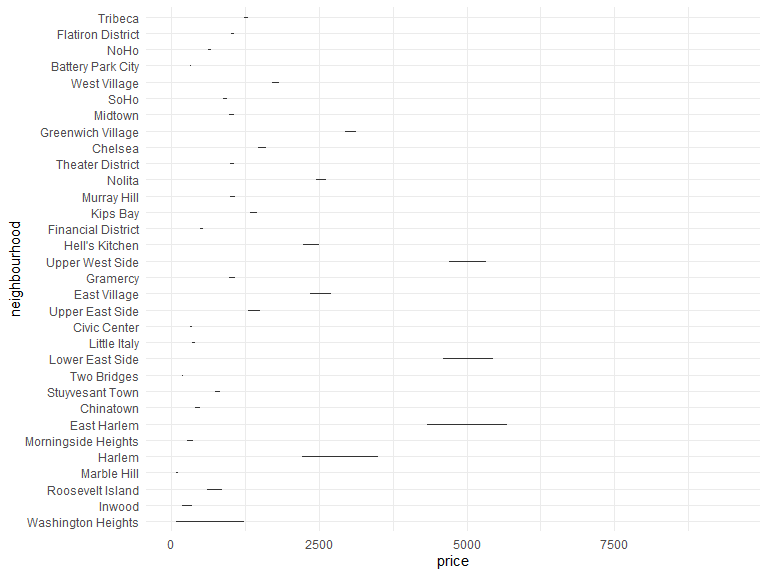 Tribeca
Flatiron District
NoHo
Battery Park City
West Village
SoHo
Midtown
Greenwich Village
Chelsea
Theater District
Nolita
Murray Hill
Kips Bay
Financial District
Hell's Kitchen
Upper West Side
Gramercy
East Village
Upper East Side
Civic Center
Little Italy
Lower East Side
Two Bridges
Stuyvesant Town
Chinatown
East Harlem
Morningside Heights
Harlem
Marble Hill
Roosevelt Island
Inwood
Washington Heights
neighbourhood
0 2500 5000 7500
price